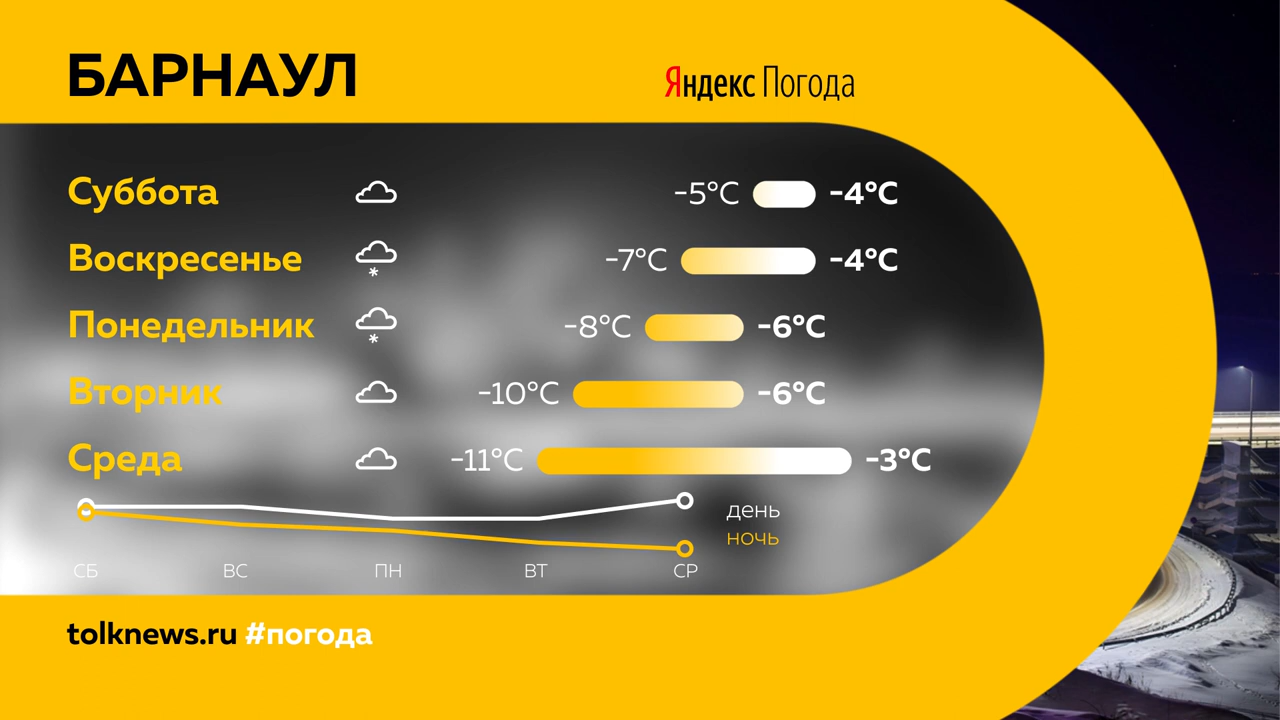 БАРНАУЛ
Яндекс Погода
Суббота -5°C -4°C
Воскресенье -7°C -4°C
Понедельник -8°C -6°C
Вторник -10°C -6°C
Среда -11°C -3°C
день
ночь
СБ ВС ПН ВТ СР
tolknews.ru #погода